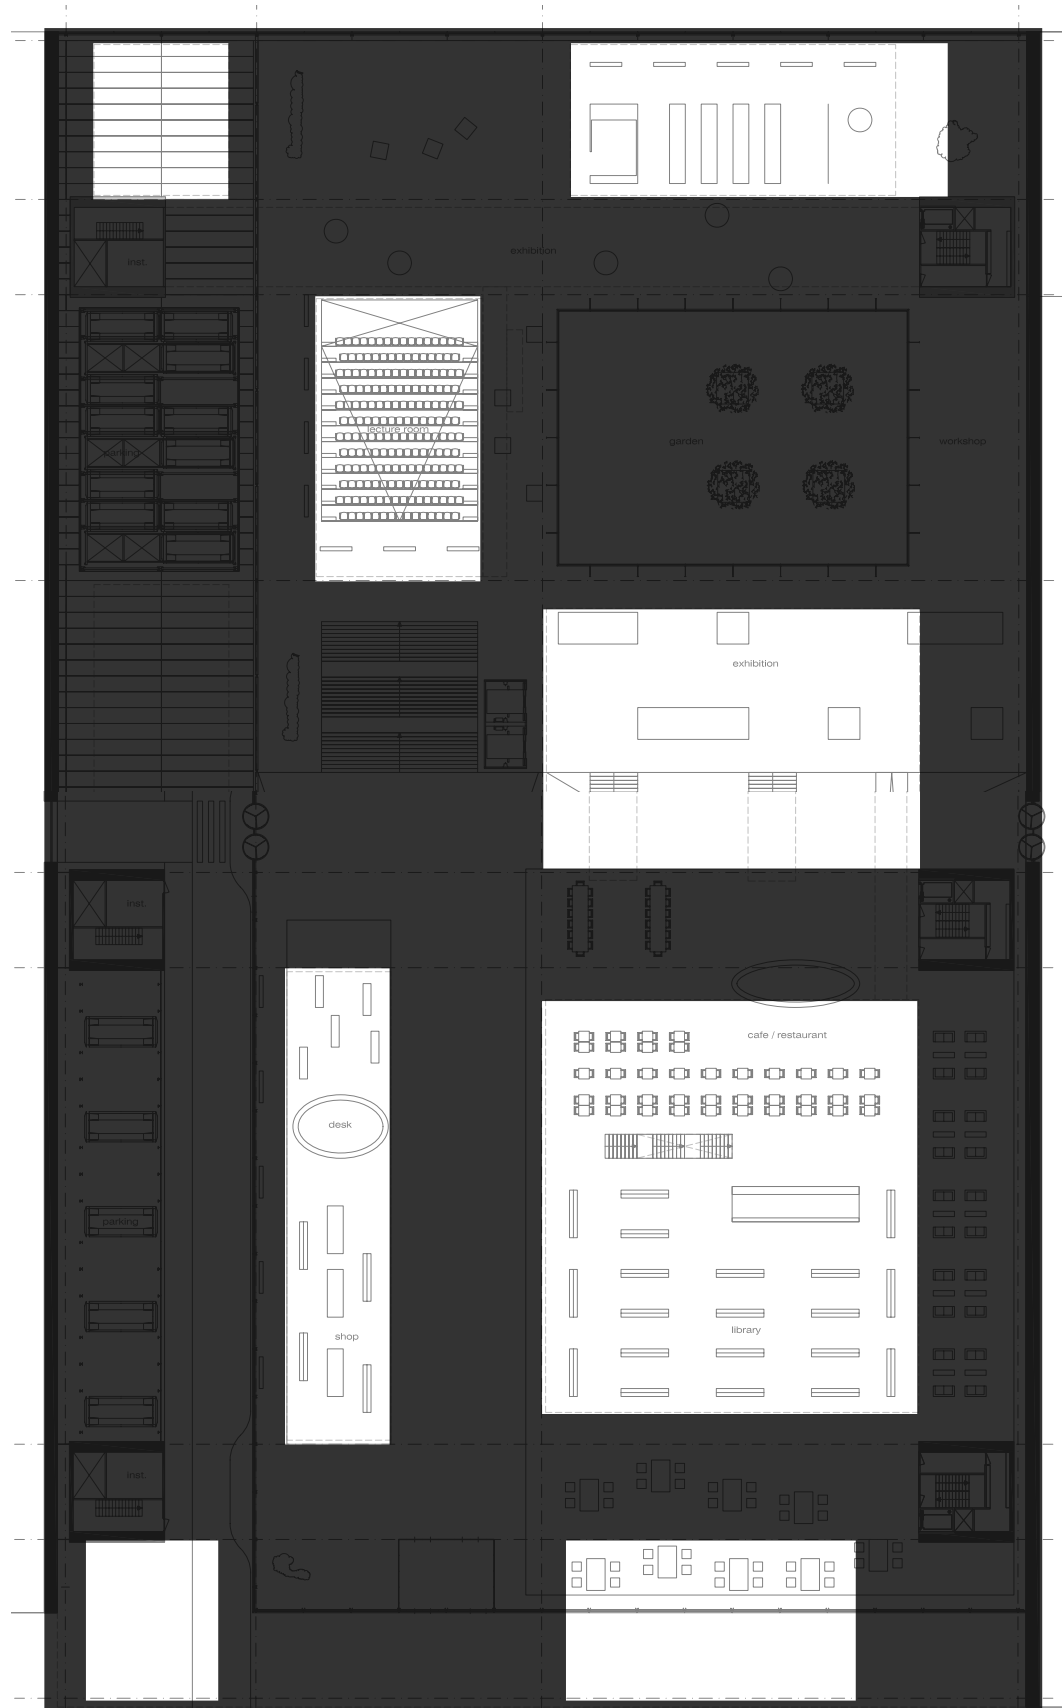 exhibition
inst.
lecture room
garden
workshop
parking
exhibition
inst.
cafe / restaurant
desk
parking
library
shop
inst.